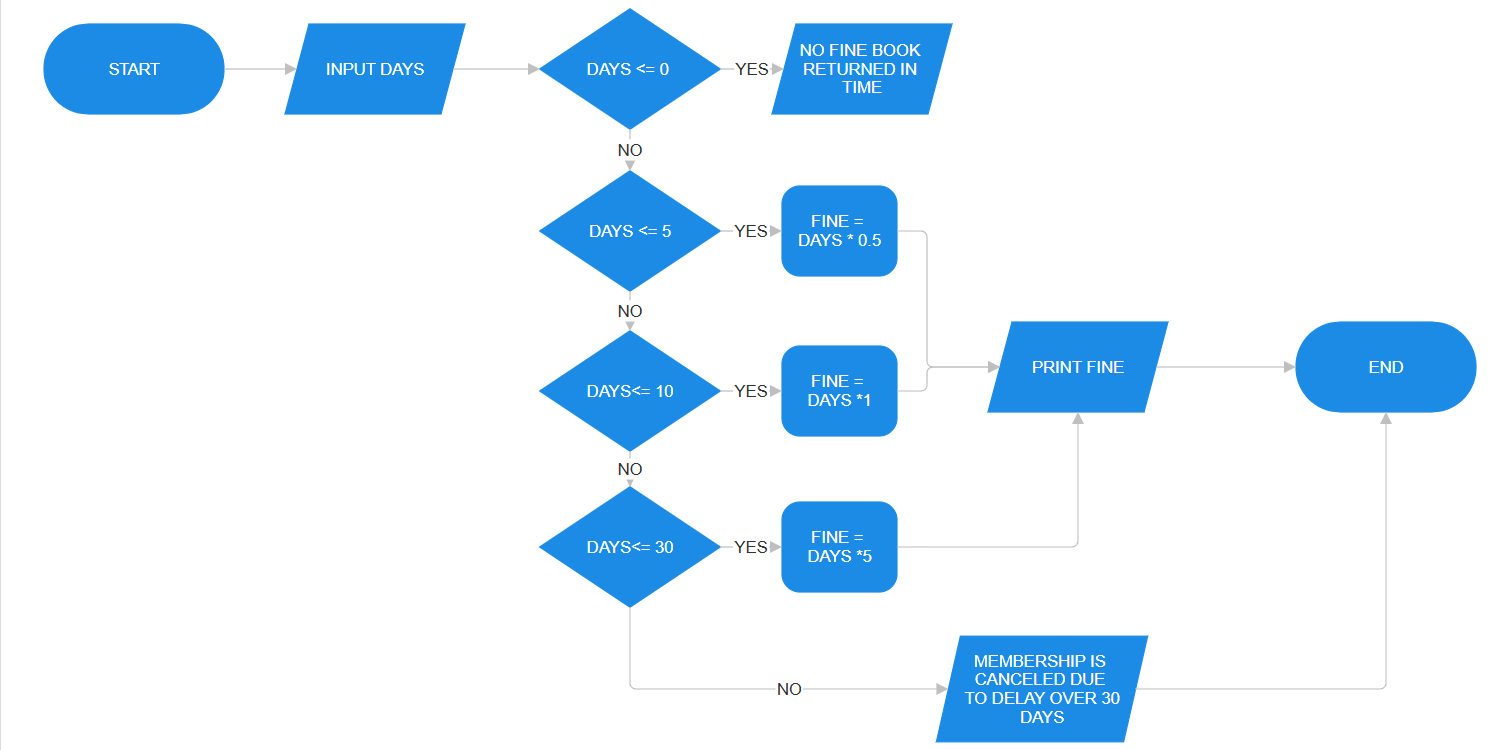 START
INPUT DAYS
DAYS <= 0
YES
NO FINE BOOK
RETURNED IN
TIME
NO
DAYS <= 5
YES
FINE =
DAYS * 0.5
NO
DAYS<= 10
YES
FINE =
DAYS *1
PRINT FINE
END
NO
DAYS<= 30
YES
FINE =
DAYS *5
NO
MEMBERSHIP IS
CANCELED DUE
TO DELAY OVER 30
DAYS